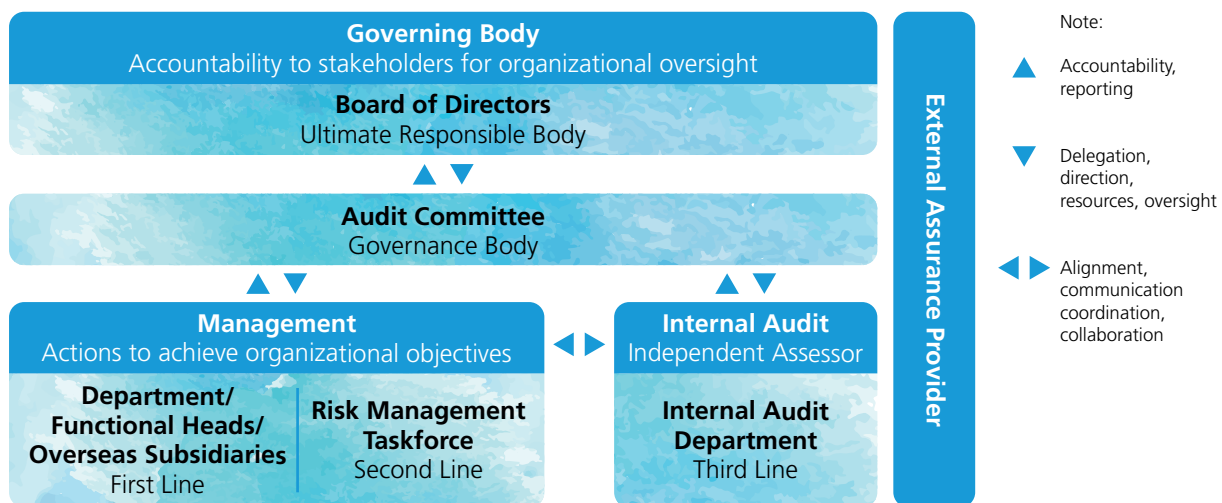 Governing Body
Accountability to stakeholders for organizational oversight
Board of Directors
Ultimate Responsible Body
Audit Committee
Governance Body
Management
Actions to achieve organizational objectives
Department/
Functional Heads/
Overseas Subsidiaries
First Line
Risk Management
Taskforce
Second Line
Internal Audit
Independent Assessor
Internal Audit
Department
Third Line
External Assurance Provider
Note:
Accountability,
reporting
Delegation,
direction,
resources, oversight
Alignment,
communication
coordination,
collaboration